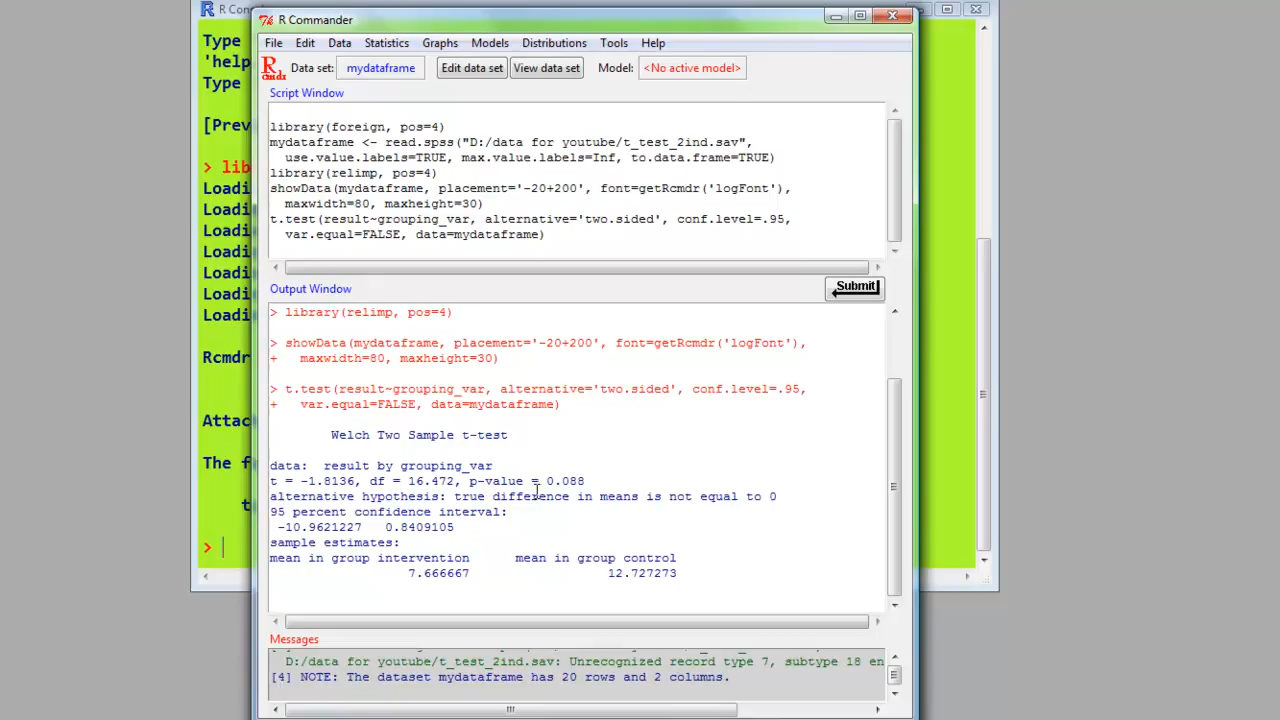 R Con
Type
'help
Type
[Prev
> lib
Loadi
Loadi
Loadi
Loadi
Loadi
Loadi
Loadi
Rcmdr
Attac
The f
t
>
R Commander
File Edit Data Statistics Graphs Models Distributions Tools Help
R cmdr Data set: mydataframe Edit data set View data set Model: <No active model>
Script Window
library(foreign, pos=4)
mydataframe <- read.spss("D:/data for youtube/t_test_2ind.sav",
use.value.labels=TRUE, max.value.labels=Inf, to.data.frame=TRUE)
library(relimp, pos=4)
showData(mydataframe, placement='-20+200', font=getRcmdr('logFont'),
maxwidth=80, maxheight=30)
t.test(result~grouping_var, alternative='two.sided', conf.level=.95,
var.equal=FALSE, data=mydataframe)
Output Window
Submit
> library(relimp, pos=4)
> showData(mydataframe, placement='-20+200', font=getRcmdr('logFont'),
+ maxwidth=80, maxheight=30)
> t.test(result~grouping_var, alternative='two.sided', conf.level=.95,
+ var.equal=FALSE, data=mydataframe)
Welch Two Sample t-test
data: result by grouping_var
t = -1.8136, df = 16.472, p-value = 0.088
alternative hypothesis: true difference in means is not equal to 0
95 percent confidence interval:
-10.9621227 0.8409105
sample estimates:
mean in group intervention mean in group control
7.666667 12.727273
Messages
D:/data for youtube/t_test_2ind.sav: Unrecognized record type 7, subtype 18 en
[4] NOTE: The dataset mydataframe has 20 rows and 2 columns.